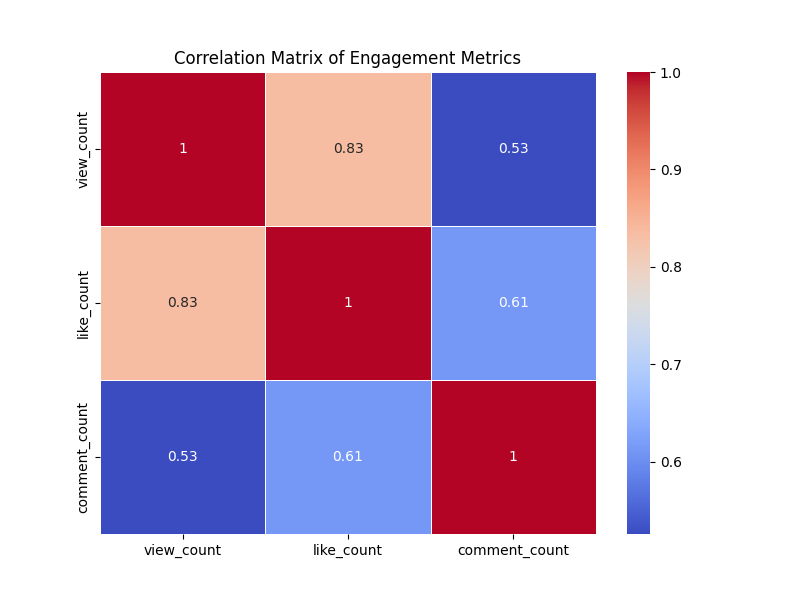 Correlation Matrix of Engagement Metrics
view_count
like_count
comment_count
1 0.83 0.53
0.83 1 0.61
0.53 0.61 1
view_count like_count comment_count
1.0
0.9
0.8
0.7
0.6